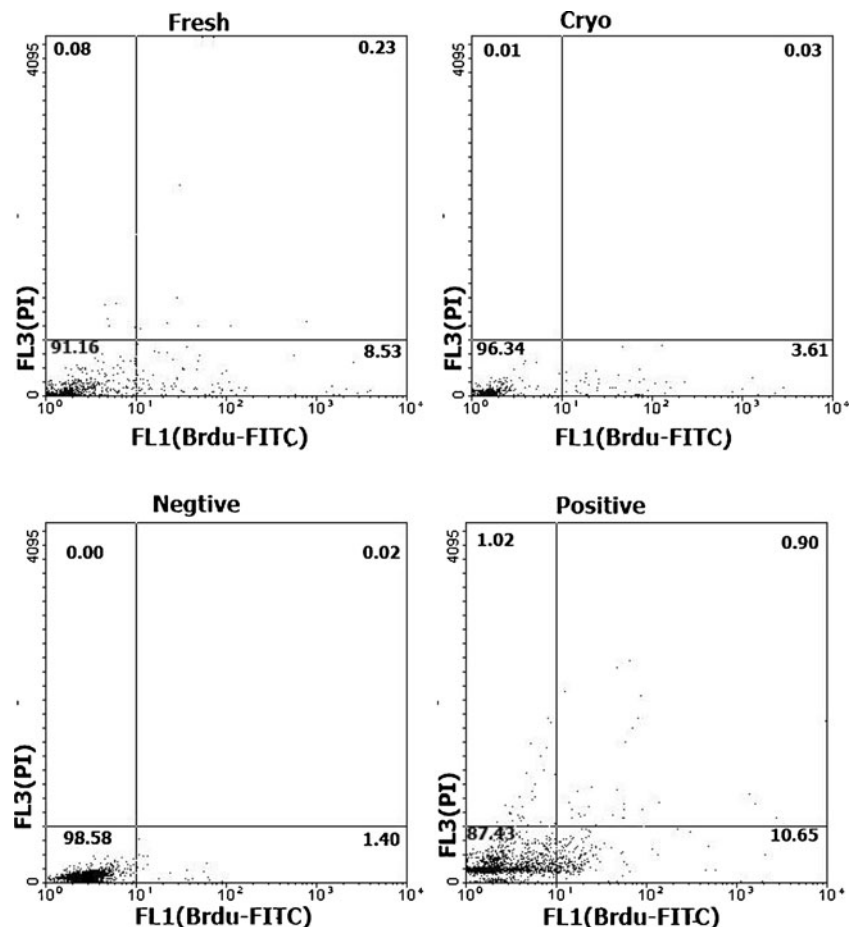 Fresh
0.08 0.23
4095
FL3(PI)
91.16 8.53
0
10⁰ 10¹ 10² 10³ 10⁴
FL1(Brdu-FITC)
Cryo
0.01 0.03
4095
FL3(PI)
96.34 3.61
0
10⁰ 10¹ 10² 10³ 10⁴
FL1(Brdu-FITC)
Negtive
0.00 0.02
4095
FL3(PI)
98.58 1.40
0
10⁰ 10¹ 10² 10³ 10⁴
FL1(Brdu-FITC)
Positive
1.02 0.90
4095
FL3(PI)
87.43 10.65
0
10⁰ 10¹ 10² 10³ 10⁴
FL1(Brdu-FITC)